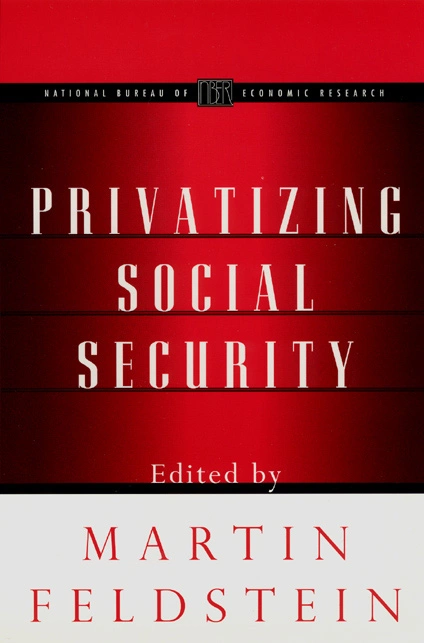 NATIONAL BUREAU OF NBER ECONOMIC RESEARCH
PRIVATIZING
SOCIAL
SECURITY
Edited by
MARTIN
FELDSTEIN